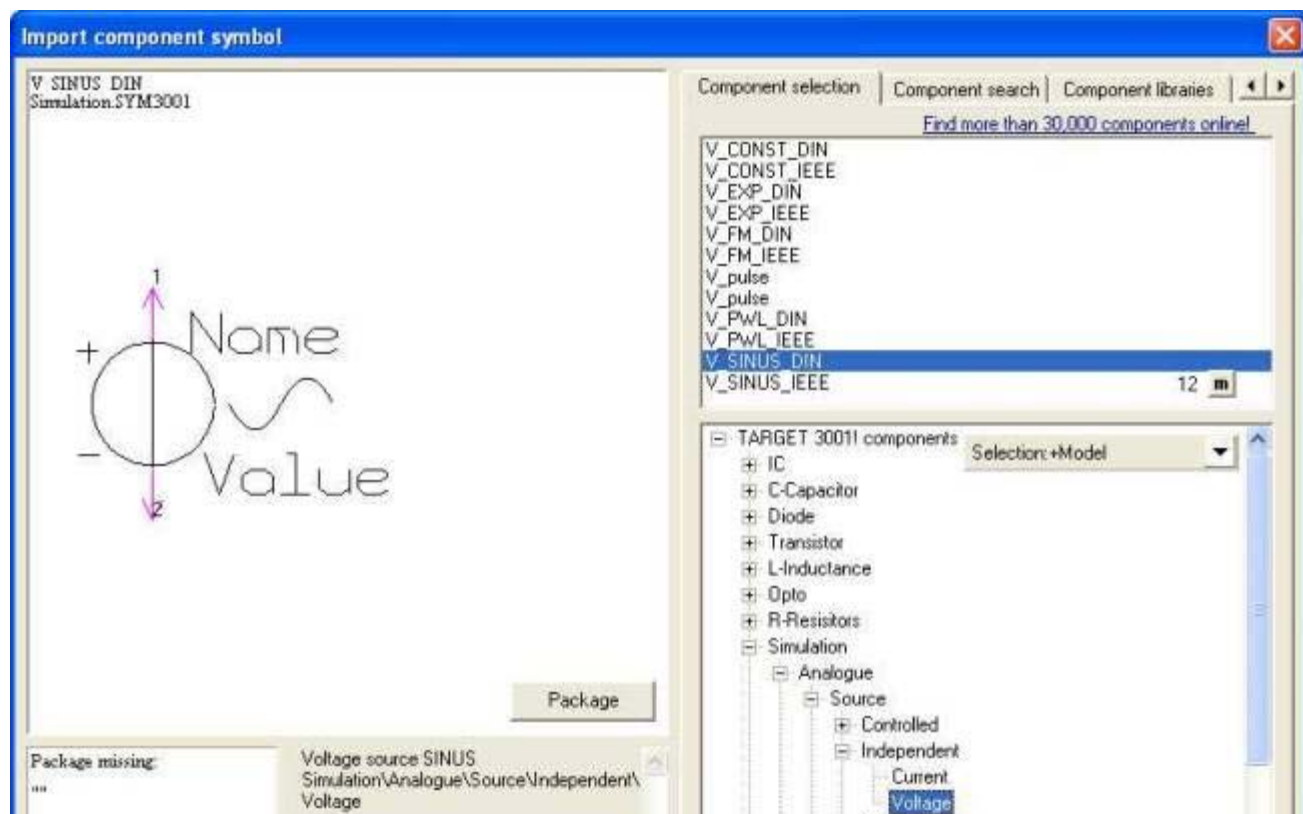 Import component symbol
V SINUS DIN
Simulation.SYM3001
1
+
Name
-
Value
2
Package
Package missing:
""
Voltage source SINUS
Simulation\Analogue\Source\Independent\
Voltage
Component selection
Component search
Component libraries
Find more than 30,000 components online!
V_CONST_DIN
V_CONST_IEEE
V_EXP_DIN
V_EXP_IEEE
V_FM_DIN
V_FM_IEEE
V_pulse
V_pulse
V_PWL_DIN
V_PWL_IEEE
V_SINUS_DIN
V_SINUS_IEEE
12 m
TARGET 3001! components
Selection:+Model
IC
C-Capacitor
Diode
Transistor
L-Inductance
Opto
R-Resisitors
Simulation
Analogue
Source
Controlled
Independent
Current
Voltage